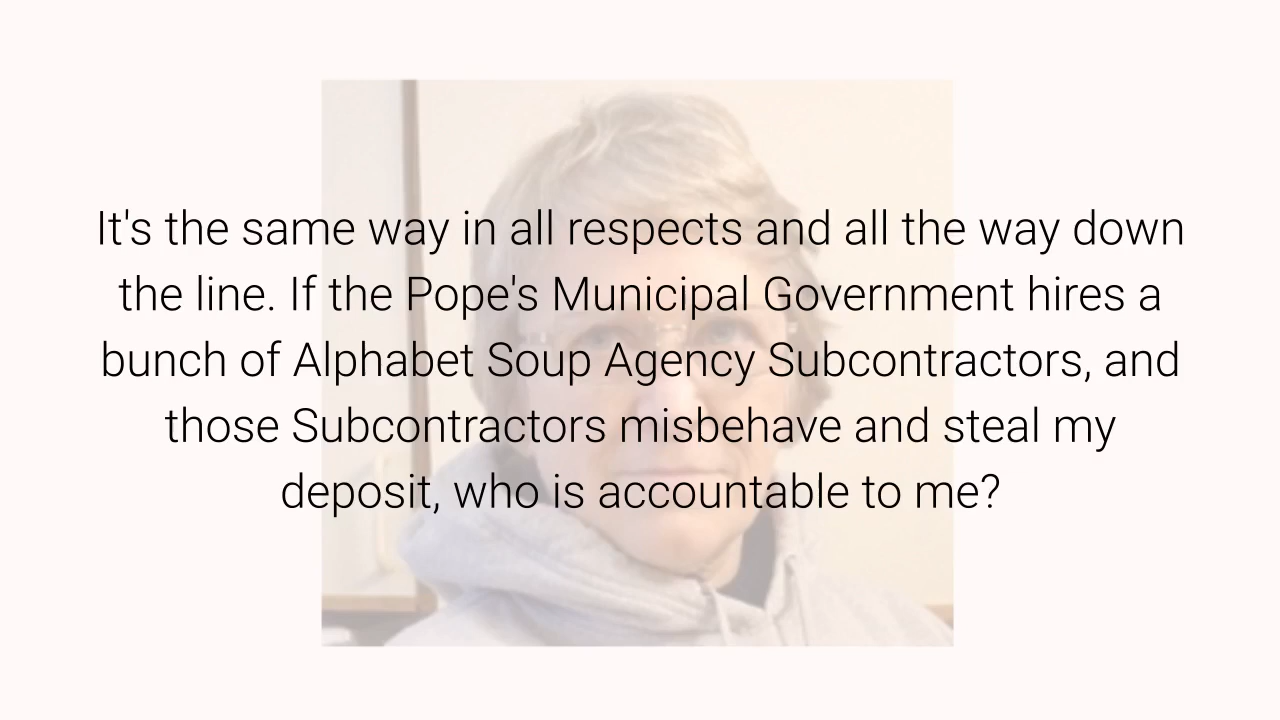 It's the same way in all respects and all the way down
the line. If the Pope's Municipal Government hires a
bunch of Alphabet Soup Agency Subcontractors, and
those Subcontractors misbehave and steal my
deposit, who is accountable to me?